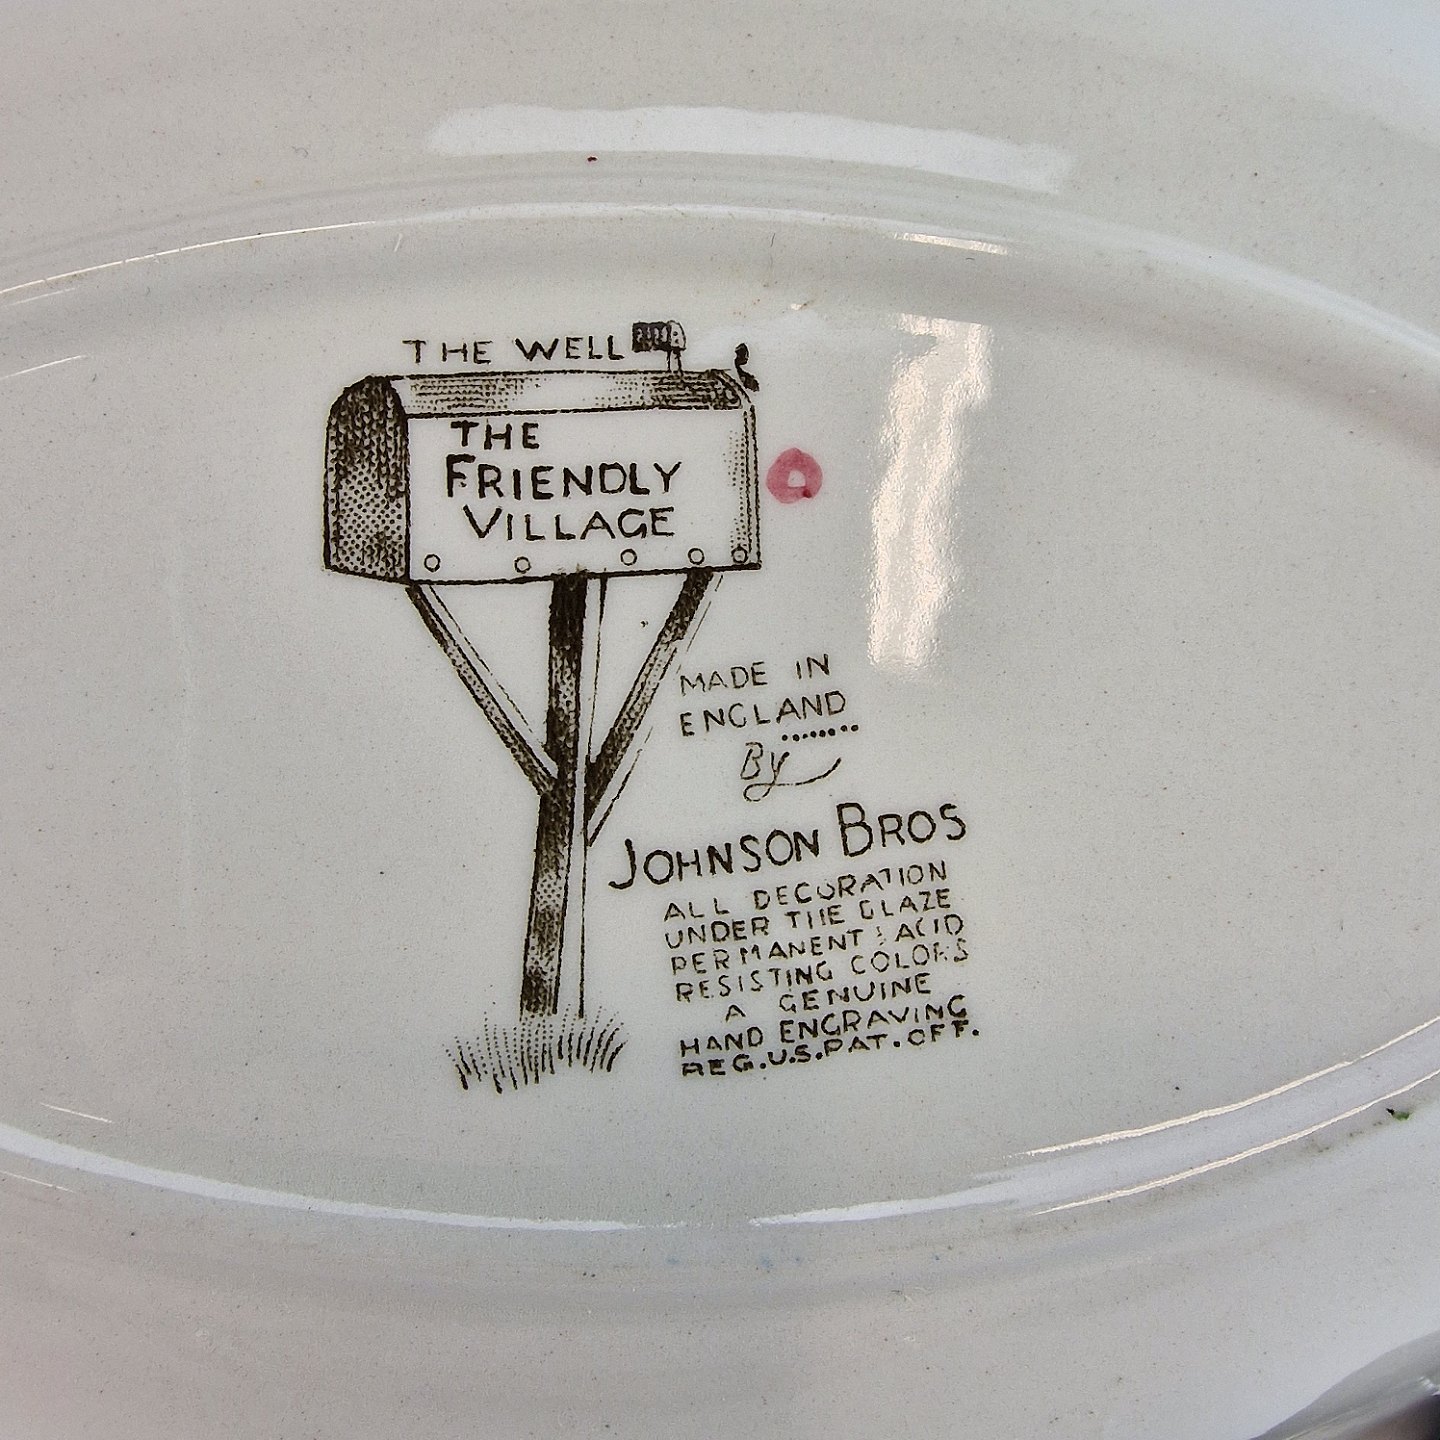 THE WELL
THE
FRIENDLY
VILLAGE
MADE IN
ENGLAND
By
JOHNSON BROS
ALL DECORATION
UNDER THE GLAZE
PERMANENT & ACID
RESISTING COLORS
A GENUINE
HAND ENGRAVING
REG.U.S.PAT.OFF.